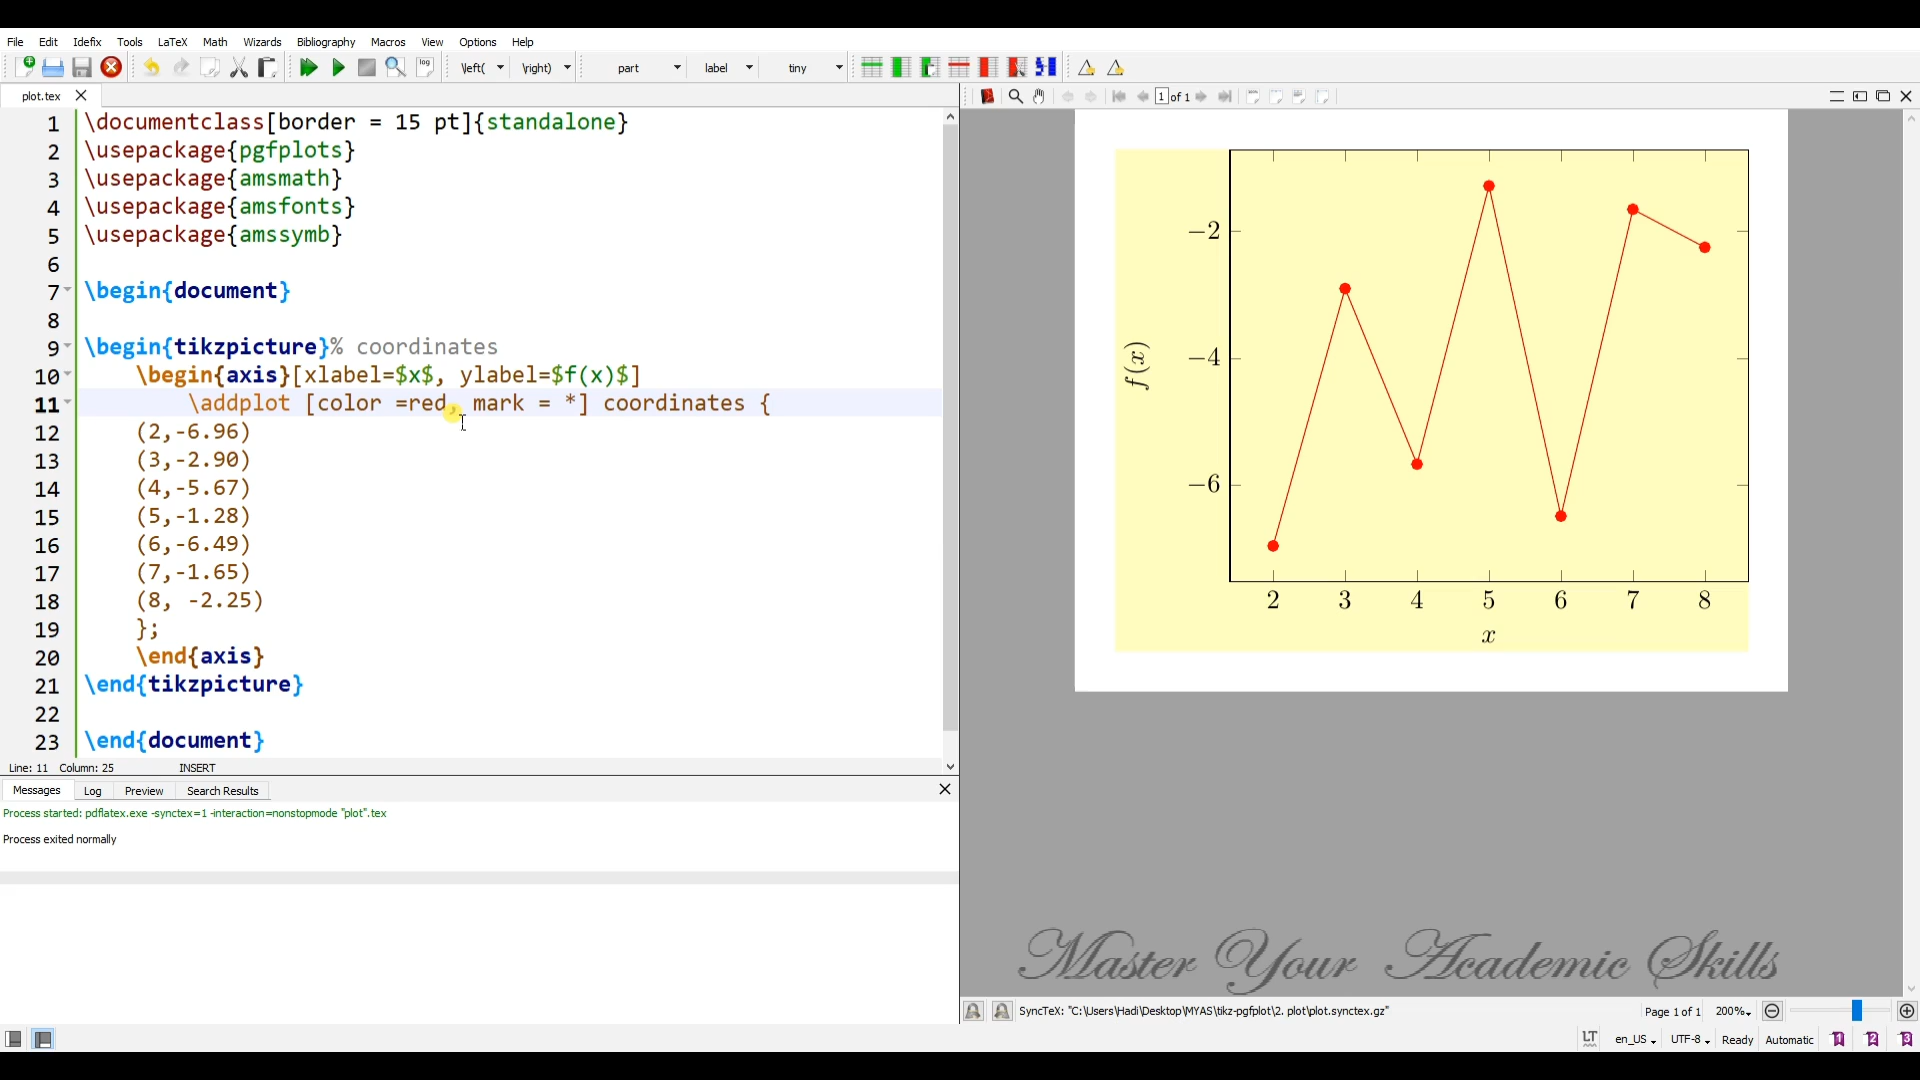 File Edit Idefix Tools LaTeX Math Wizards Bibliography Macros View Options Help
log \left( \right) part label tiny
plot.tex
1 of 1
1 \documentclass[border = 15 pt]{standalone}
2 \usepackage{pgfplots}
3 \usepackage{amsmath}
4 \usepackage{amsfonts}
5 \usepackage{amssymb}
6
7 \begin{document}
8
9 \begin{tikzpicture}% coordinates
10 \begin{axis}[xlabel=$x$, ylabel=$f(x)$]
11 \addplot [color =red, mark = *] coordinates {
12 (2,-6.96)
13 (3,-2.90)
14 (4,-5.67)
15 (5,-1.28)
16 (6,-6.49)
17 (7,-1.65)
18 (8, -2.25)
19 };
20 \end{axis}
21 \end{tikzpicture}
22
23 \end{document}
Line: 11 Column: 25 INSERT
Messages Log Preview Search Results
Process started: pdflatex.exe -synctex=1 -interaction=nonstopmode "plot".tex
Process exited normally
−2
−4
−6
f(x)
2 3 4 5 6 7 8
x
Master Your Academic Skills
SyncTeX: "C:\Users\Hadi\Desktop\MYAS\tikz-pgfplot\2. plot\plot.synctex.gz"
Page 1 of 1 200%
LT en_US UTF-8 Ready Automatic 1 2 3